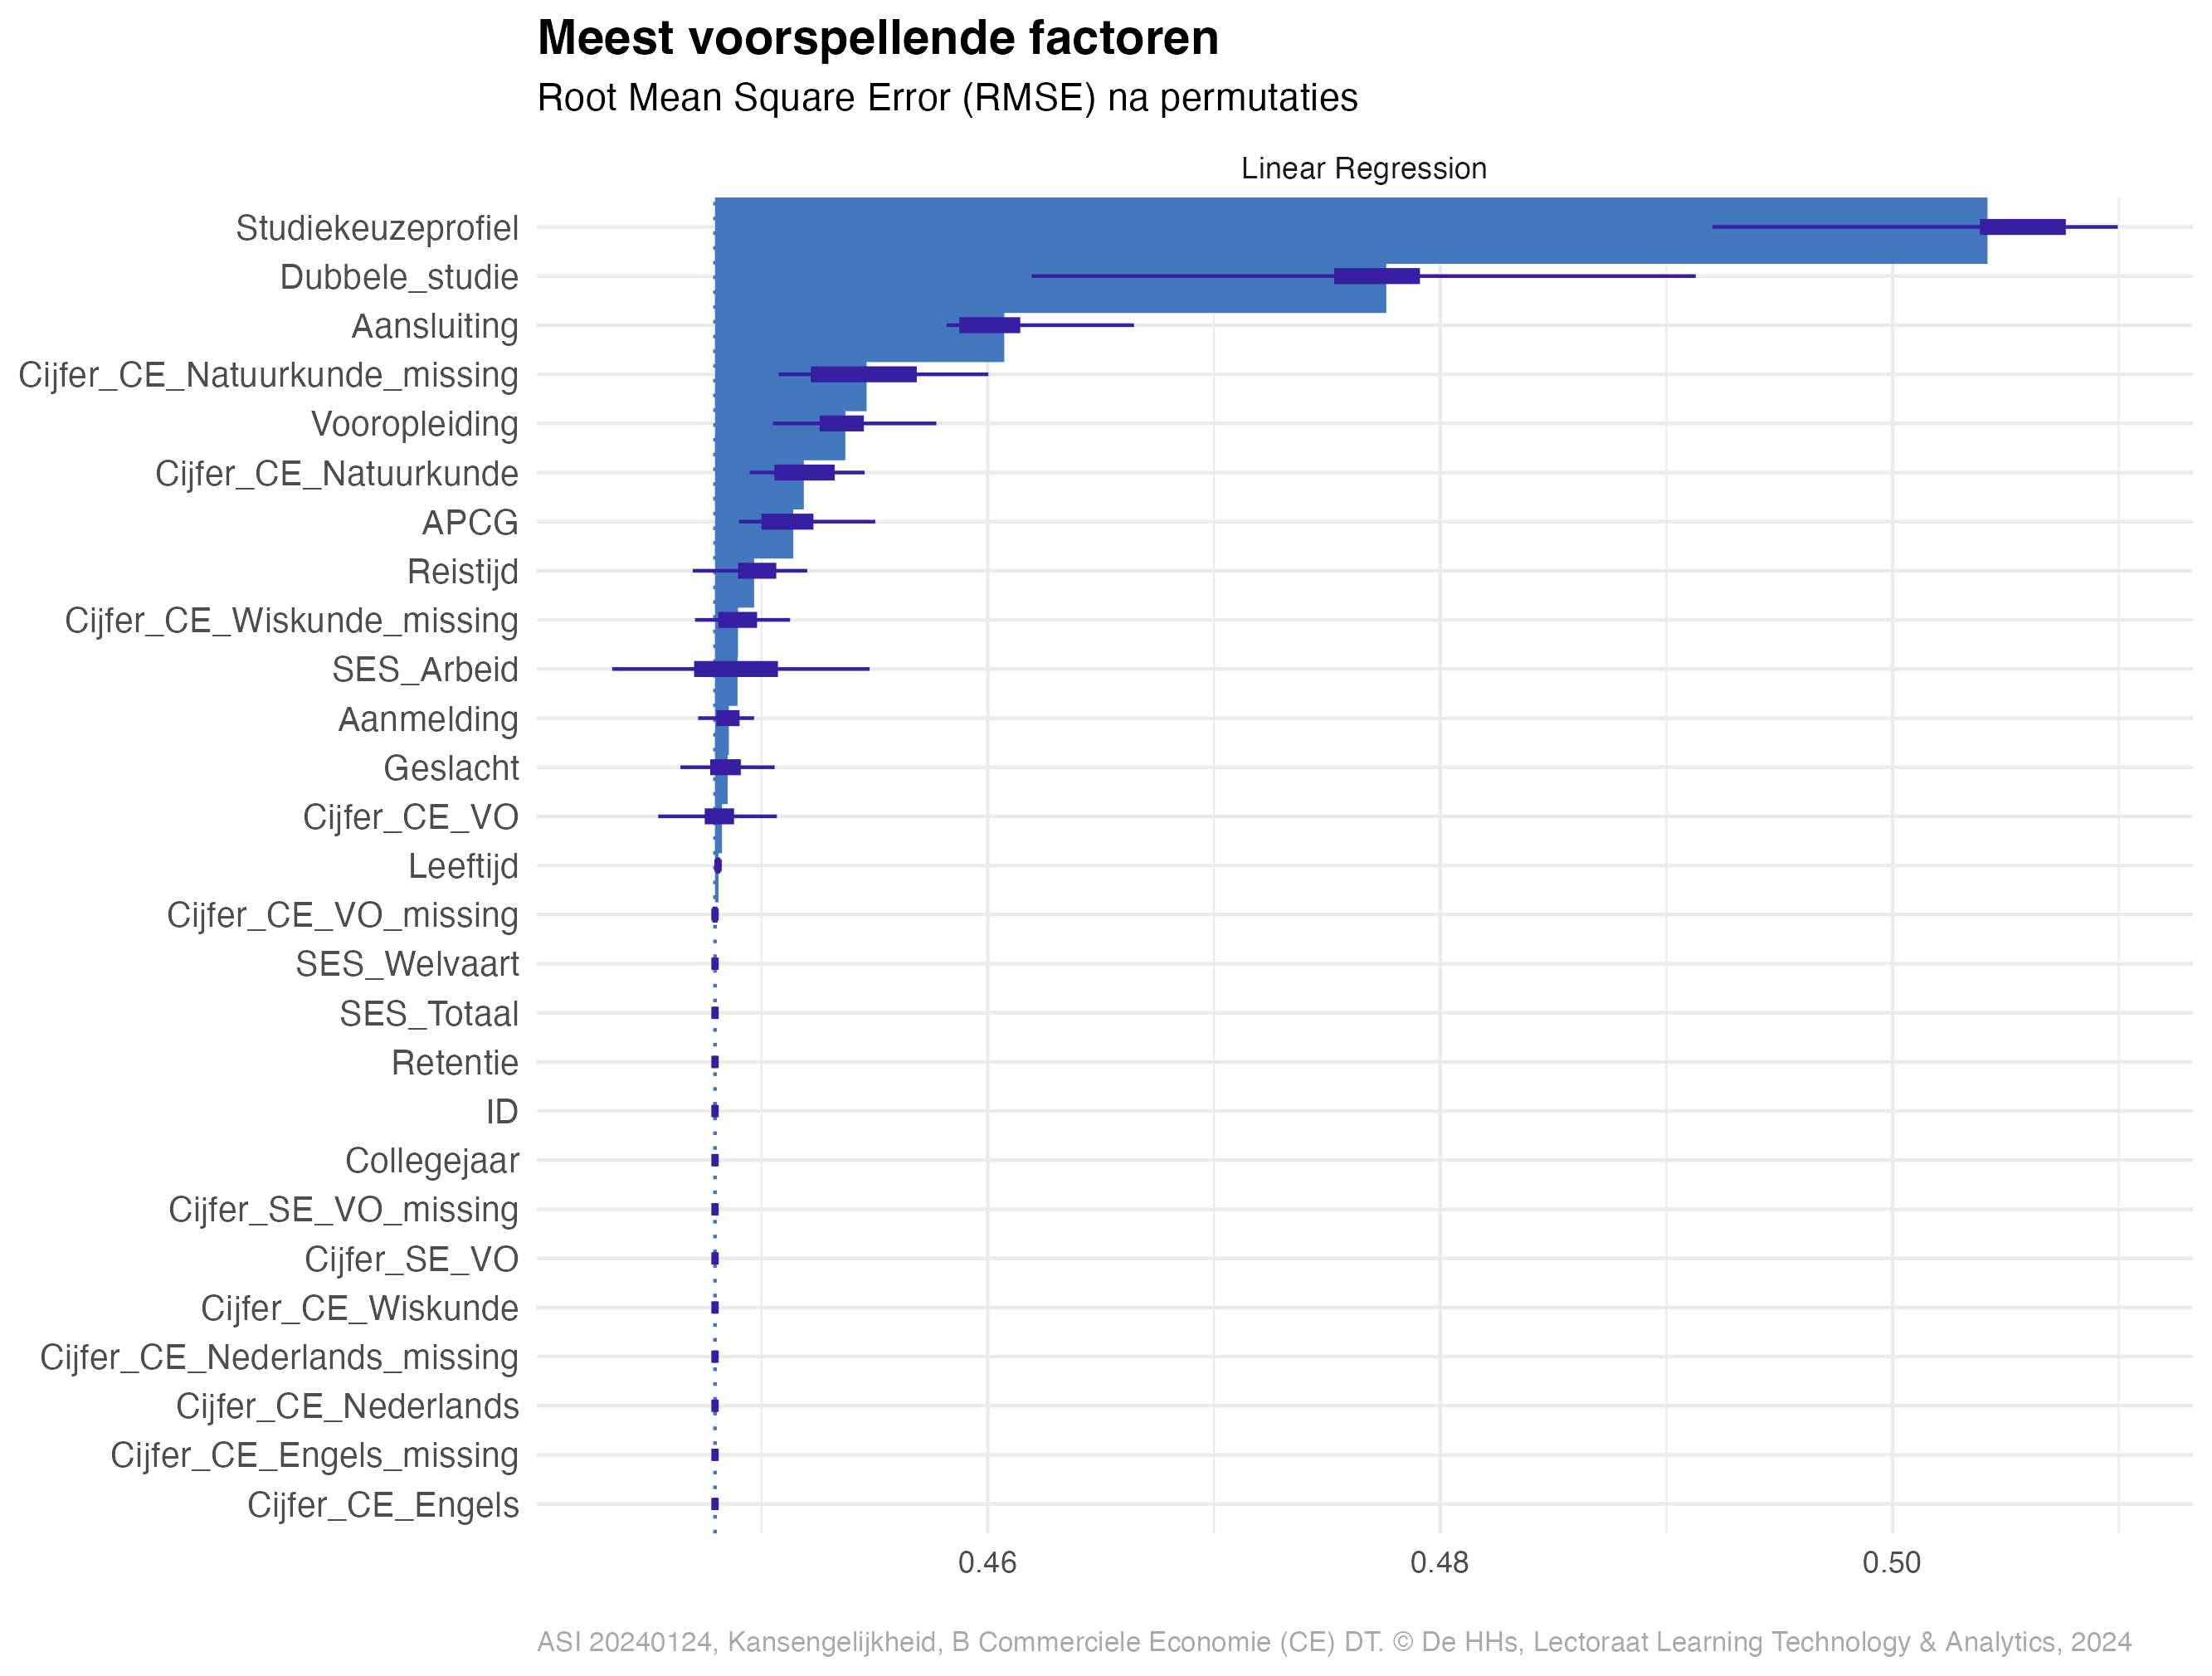 Meest voorspellende factoren
Root Mean Square Error (RMSE) na permutaties
Linear Regression
Studiekeuzeprofiel
Dubbele_studie
Aansluiting
Cijfer_CE_Natuurkunde_missing
Vooropleiding
Cijfer_CE_Natuurkunde
APCG
Reistijd
Cijfer_CE_Wiskunde_missing
SES_Arbeid
Aanmelding
Geslacht
Cijfer_CE_VO
Leeftijd
Cijfer_CE_VO_missing
SES_Welvaart
SES_Totaal
Retentie
ID
Collegejaar
Cijfer_SE_VO_missing
Cijfer_SE_VO
Cijfer_CE_Wiskunde
Cijfer_CE_Nederlands_missing
Cijfer_CE_Nederlands
Cijfer_CE_Engels_missing
Cijfer_CE_Engels
0.46 0.48 0.50
ASI 20240124, Kansengelijkheid, B Commerciele Economie (CE) DT. © De HHs, Lectoraat Learning Technology & Analytics, 2024